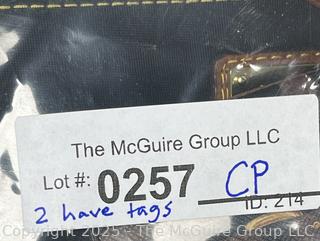 The McGuire Group LLC
Lot #: 0257 CP
2 have tags ID: 214
Copyright 2025 - The McGuire Group LLC